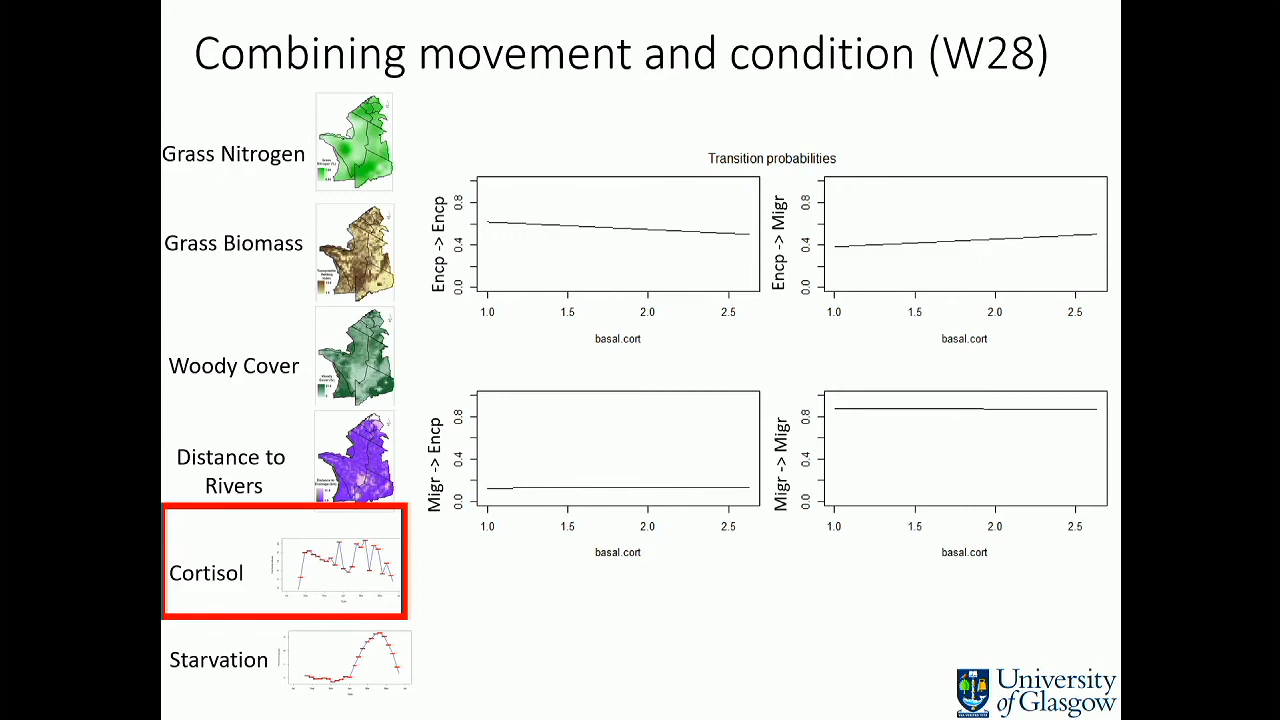 Combining movement and condition (W28)
Grass Nitrogen
Grass Biomass
Woody Cover
Distance to
Rivers
Cortisol
Starvation
Transition probabilities
Encp -> Encp
0.0 0.4 0.8
1.0 1.5 2.0 2.5
basal.cort
Encp -> Migr
0.0 0.4 0.8
1.0 1.5 2.0 2.5
basal.cort
Migr -> Encp
0.0 0.4 0.8
1.0 1.5 2.0 2.5
basal.cort
Migr -> Migr
0.0 0.4 0.8
1.0 1.5 2.0 2.5
basal.cort
University
of Glasgow